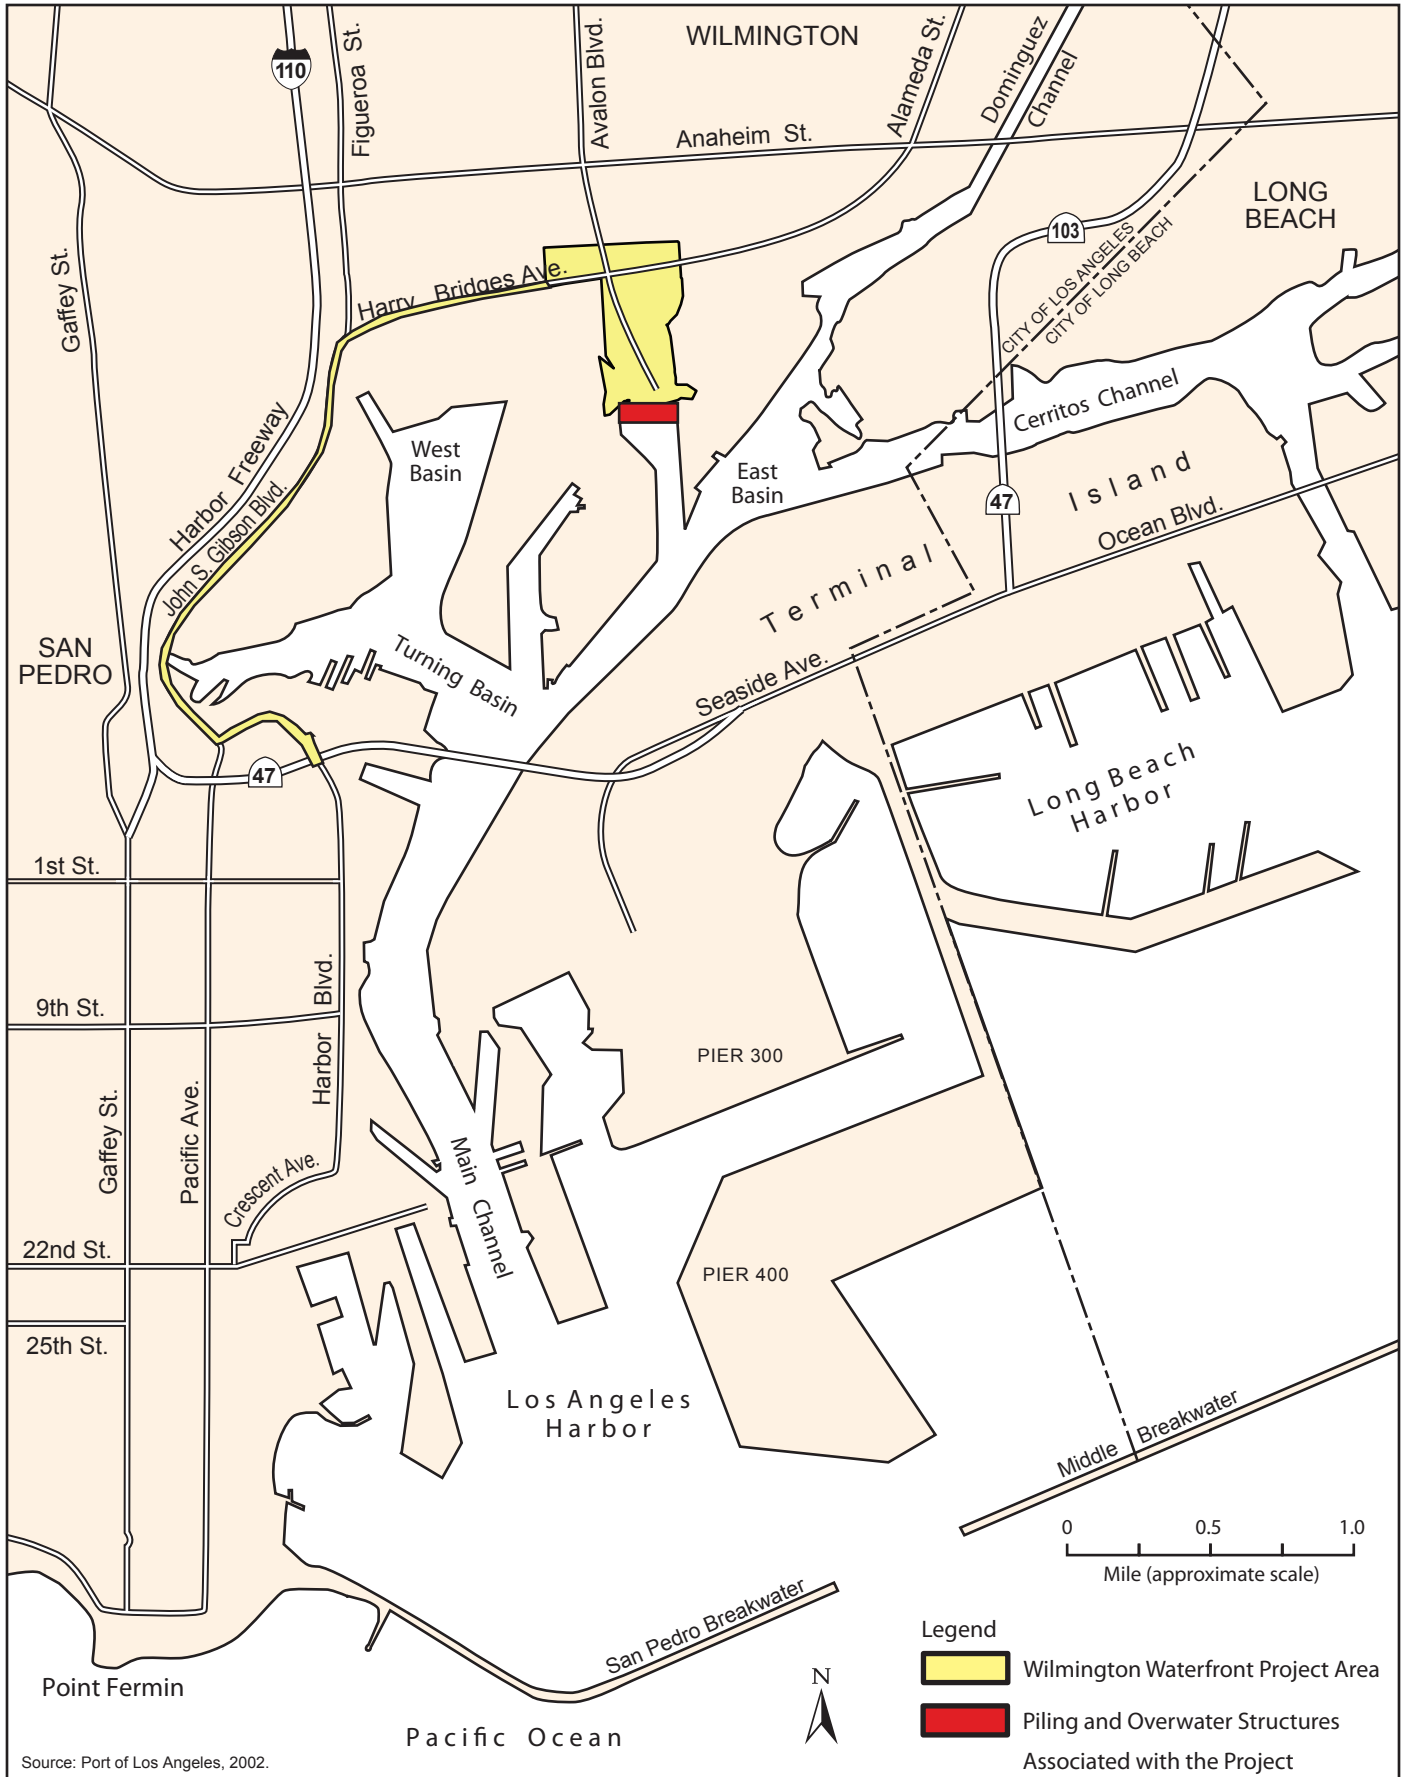 WILMINGTON
110
Figueroa St.
Avalon Blvd.
Alameda St.
Dominguez
Channel
Anaheim St.
LONG
BEACH
103
Gaffey St.
Harry Bridges Ave.
CITY OF LOS ANGELES
CITY OF LONG BEACH
Cerritos Channel
Harbor Freeway
John S. Gibson Blvd.
West
Basin
East
Basin
47
Island
Ocean Blvd.
Terminal
SAN
PEDRO
Turning Basin
Seaside Ave.
47
Long Beach
Harbor
1st St.
9th St.
Harbor Blvd.
PIER 300
Gaffey St.
Pacific Ave.
Crescent Ave.
Main Channel
22nd St.
PIER 400
25th St.
Los Angeles
Harbor
Middle Breakwater
0 0.5 1.0
Mile (approximate scale)
San Pedro Breakwater
Legend
Wilmington Waterfront Project Area
Piling and Overwater Structures
Associated with the Project
N
Point Fermin
Pacific Ocean
Source: Port of Los Angeles, 2002.